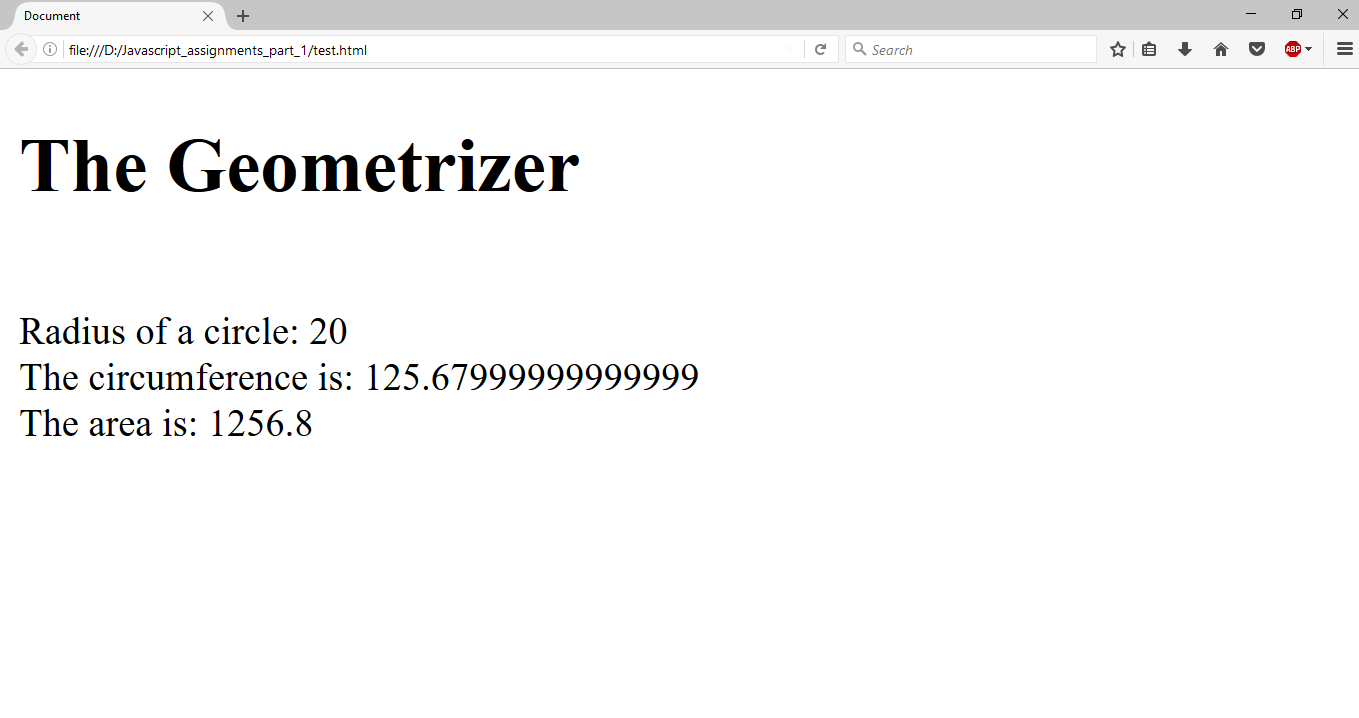 Document
file:///D:/Javascript_assignments_part_1/test.html
Search
ABP
The Geometrizer
Radius of a circle: 20
The circumference is: 125.67999999999999
The area is: 1256.8